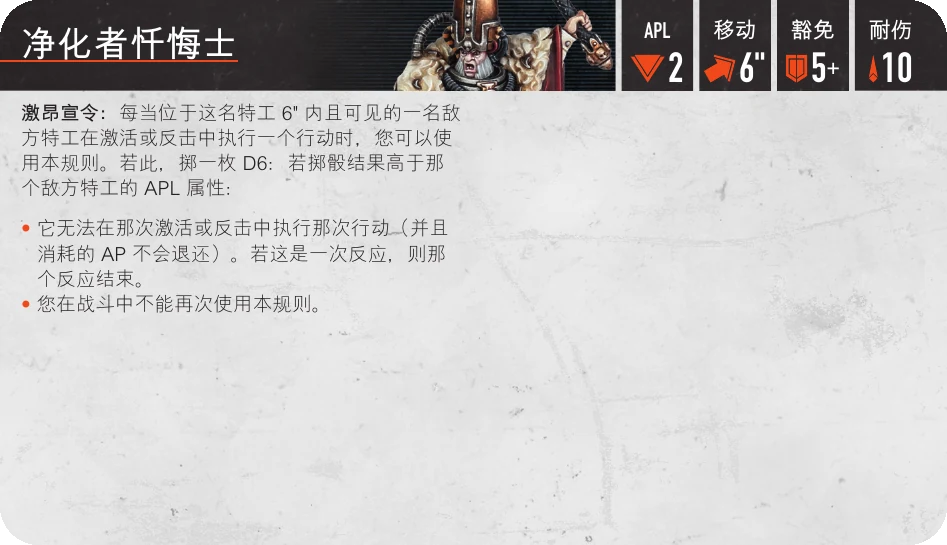 净化者忏悔士
APL
2
移动
6"
豁免
5+
耐伤
10
激昂宣令：每当位于这名特工 6" 内且可见的一名敌
方特工在激活或反击中执行一个行动时，您可以使
用本规则。若此，掷一枚 D6：若掷骰结果高于那
个敌方特工的 APL 属性:
• 它无法在那次激活或反击中执行那次行动（并且
消耗的 AP 不会退还）。若这是一次反应，则那
个反应结束。
• 您在战斗中不能再次使用本规则。